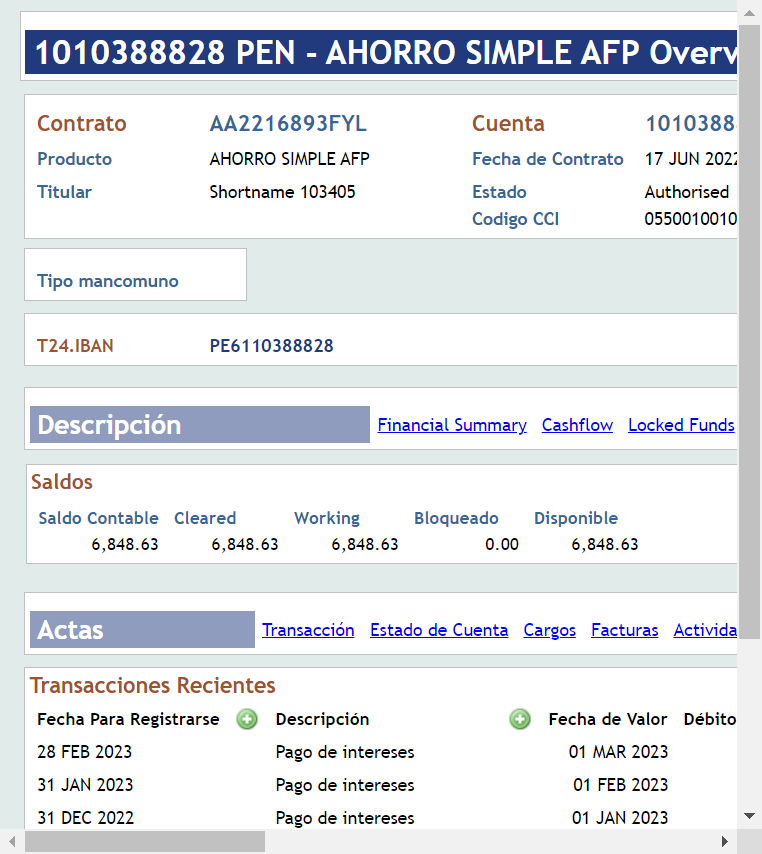 1010388828 PEN - AHORRO SIMPLE AFP Overv
Contrato AA2216893FYL Cuenta 1010388
Producto AHORRO SIMPLE AFP Fecha de Contrato 17 JUN 2022
Titular Shortname 103405 Estado Authorised
Codigo CCI 0550010010
Tipo mancomuno
T24.IBAN PE6110388828
Descripción Financial Summary Cashflow Locked Funds
Saldos
Saldo Contable Cleared Working Bloqueado Disponible
6,848.63 6,848.63 6,848.63 0.00 6,848.63
Actas Transacción Estado de Cuenta Cargos Facturas Activida
Transacciones Recientes
Fecha Para Registrarse Descripción Fecha de Valor Débito
28 FEB 2023 Pago de intereses 01 MAR 2023
31 JAN 2023 Pago de intereses 01 FEB 2023
31 DEC 2022 Pago de intereses 01 JAN 2023